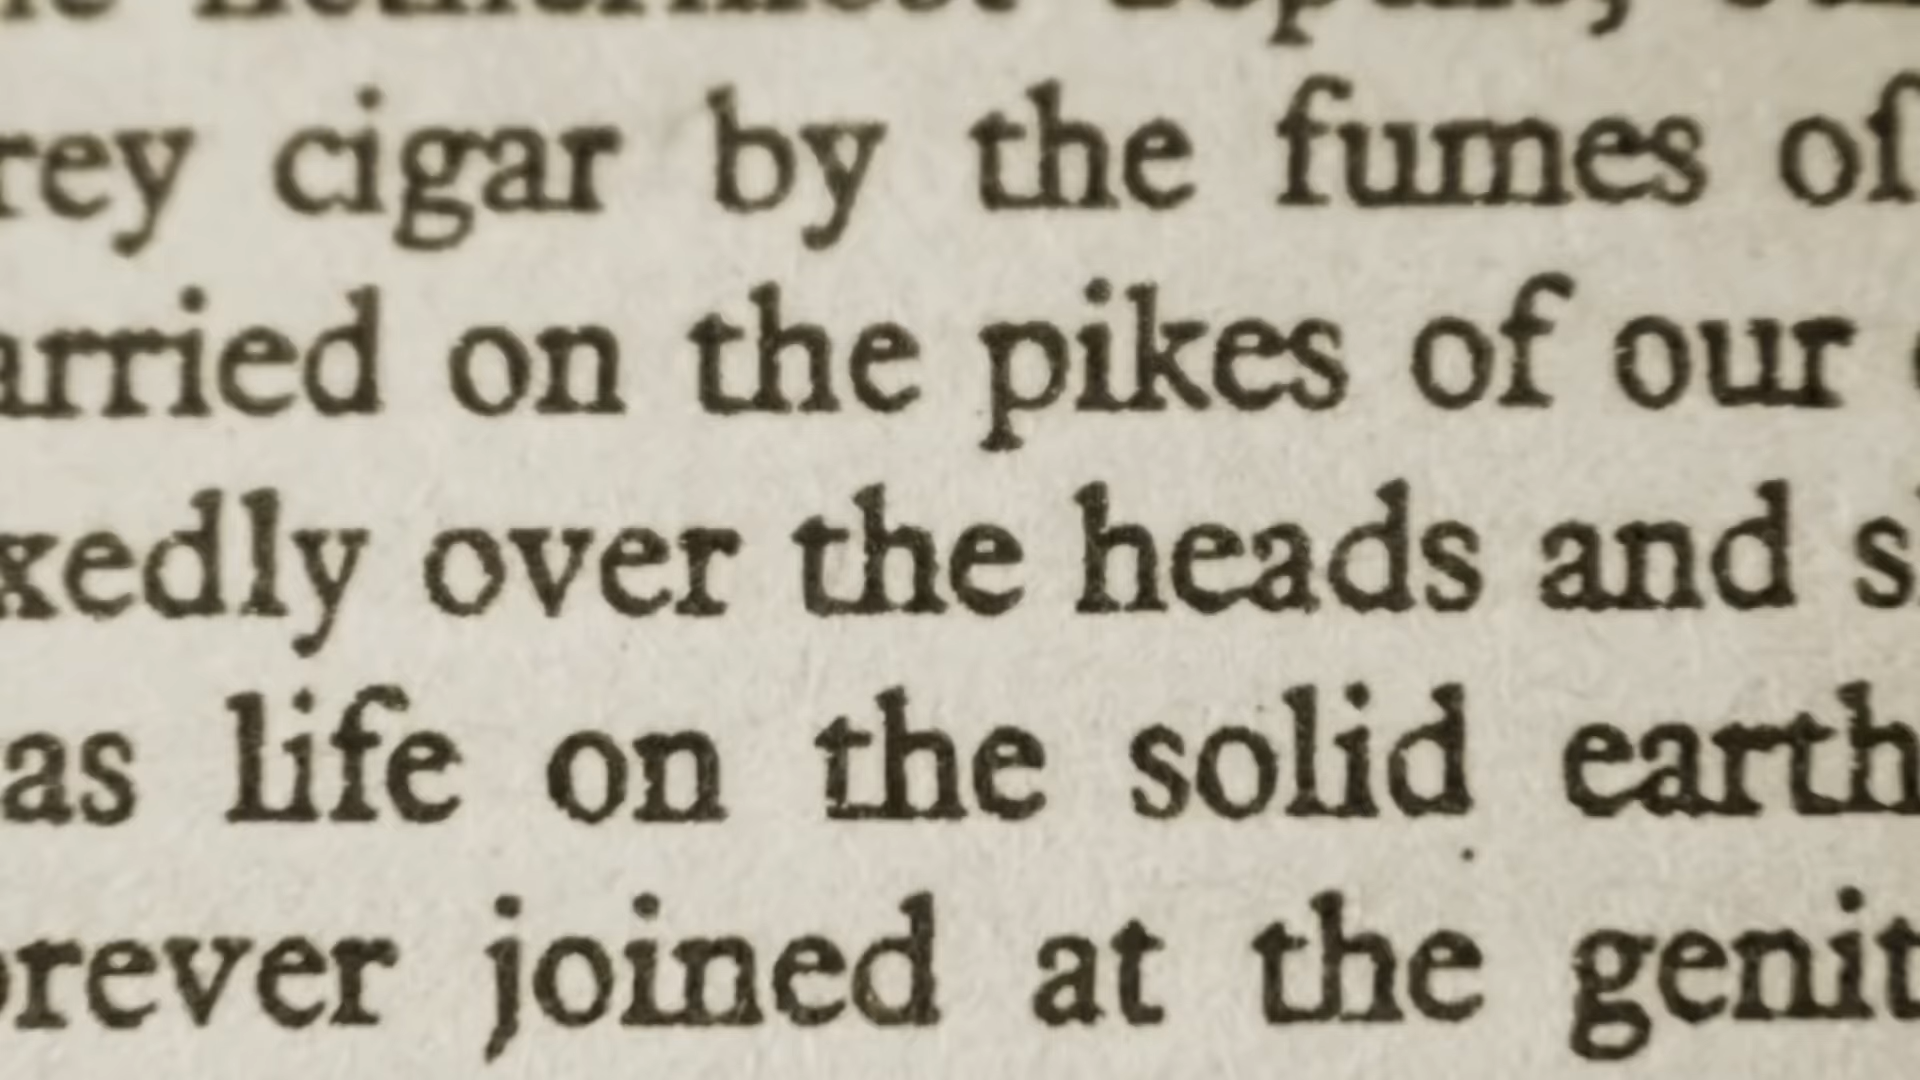 rey cigar by the fumes of
arried on the pikes of our
xedly over the heads and s
as life on the solid earth
orever joined at the genit